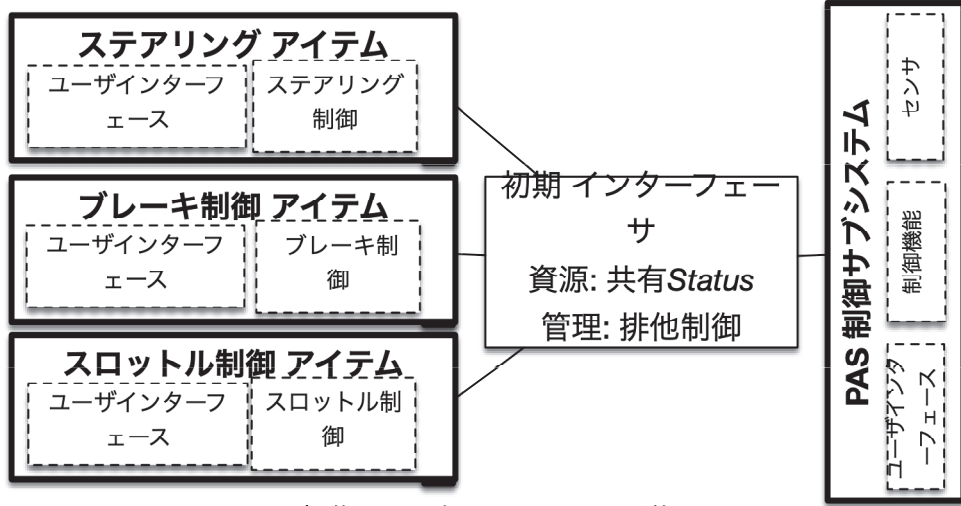 ステアリング アイテム
ユーザインターフ
ェース
ステアリング
制御
ブレーキ制御 アイテム
ユーザインターフ
ェース
ブレーキ制
御
スロットル制御 アイテム
ユーザインターフ
ェース
スロットル制
御
初期 インターフェー
サ
資源: 共有Status
管理: 排他制御
PAS 制御サブシステム
センサ
制御機能
ユーザインタ
ーフェース